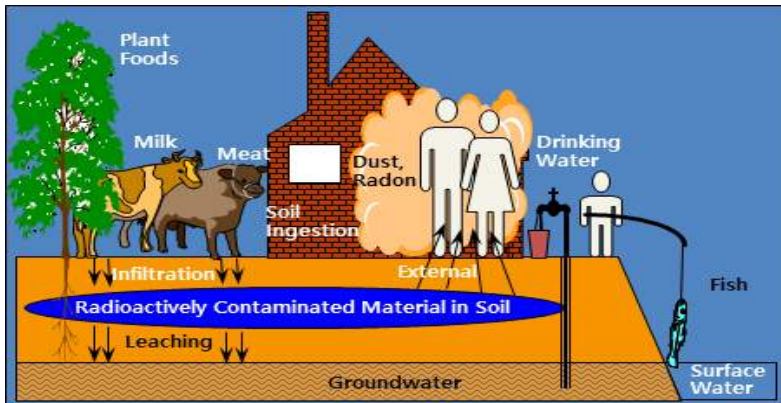 Plant
Foods
Milk
Meat
Dust,
Radon
Drinking
Water
Soil
Ingestion
Infiltration
External
Fish
Radioactively Contaminated Material in Soil
Leaching
Surface
Water
Groundwater